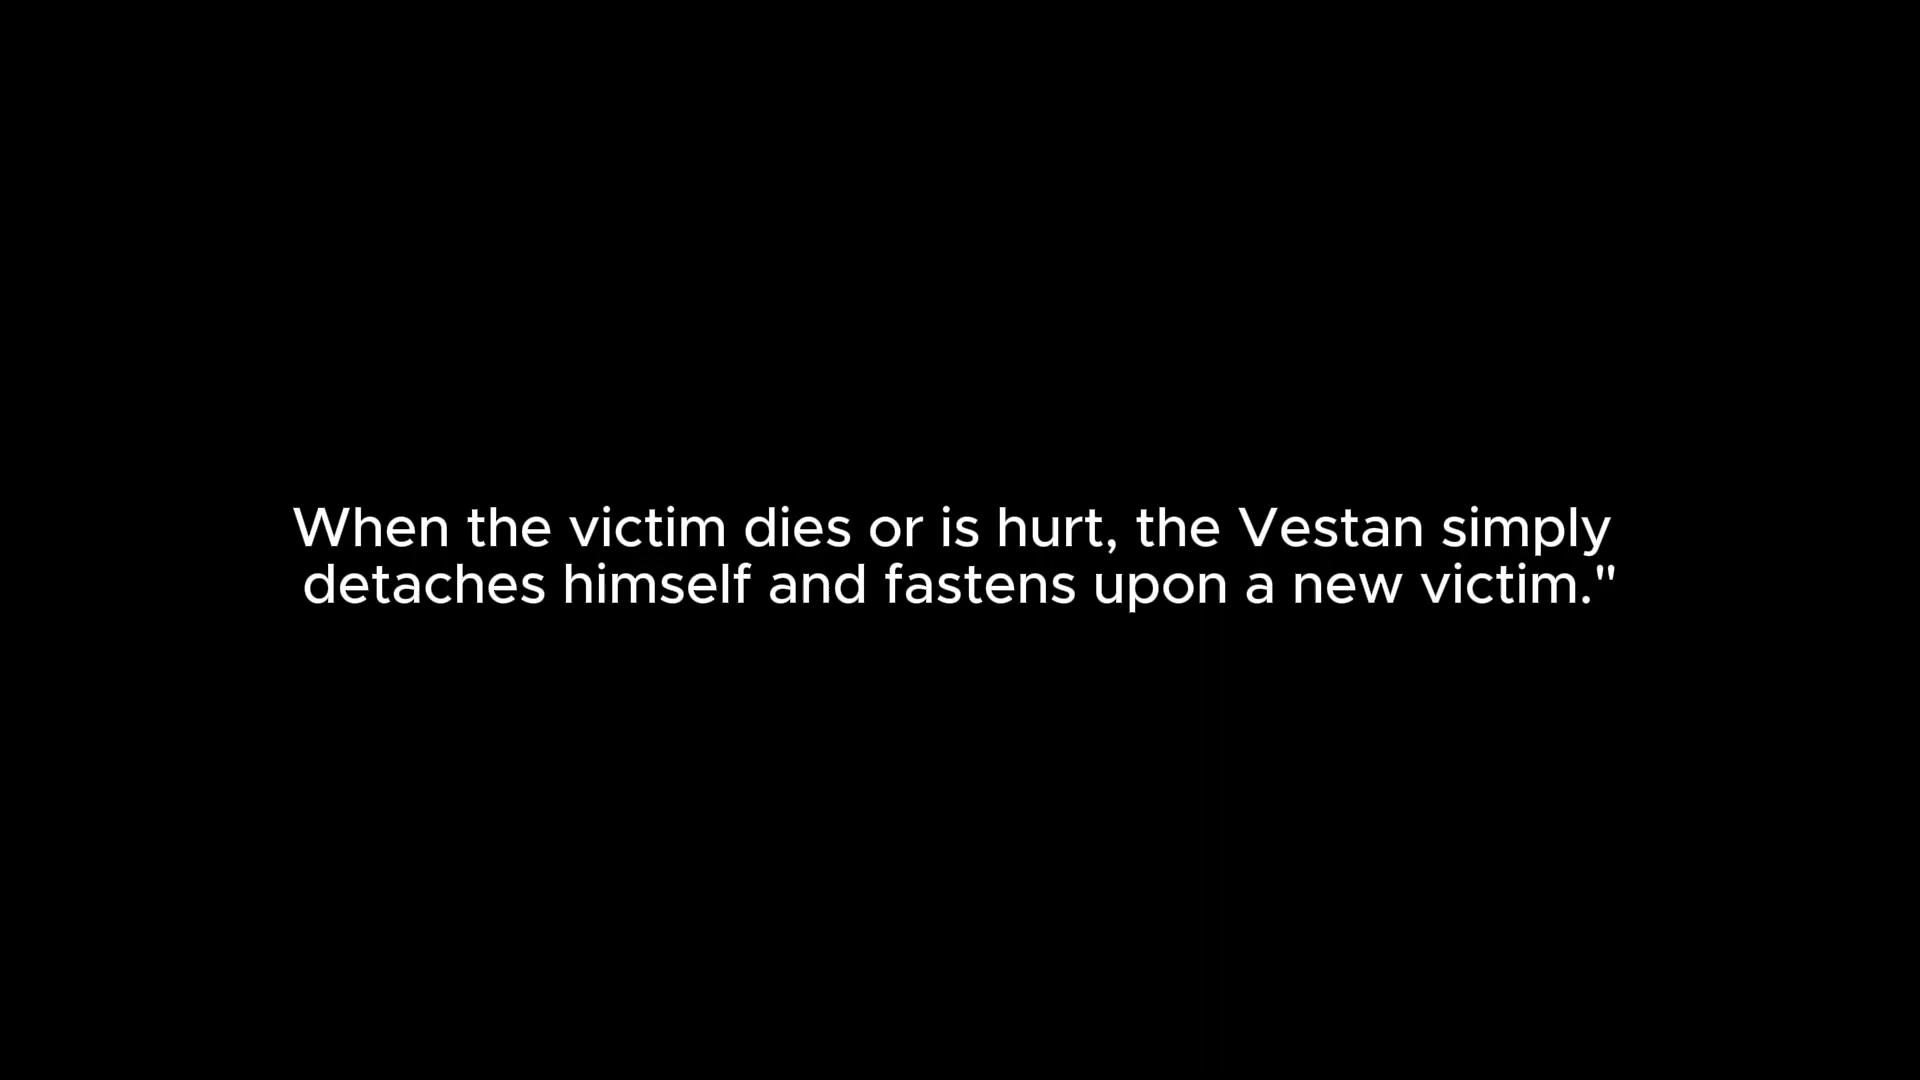 When the victim dies or is hurt, the Vestan simply
detaches himself and fastens upon a new victim."